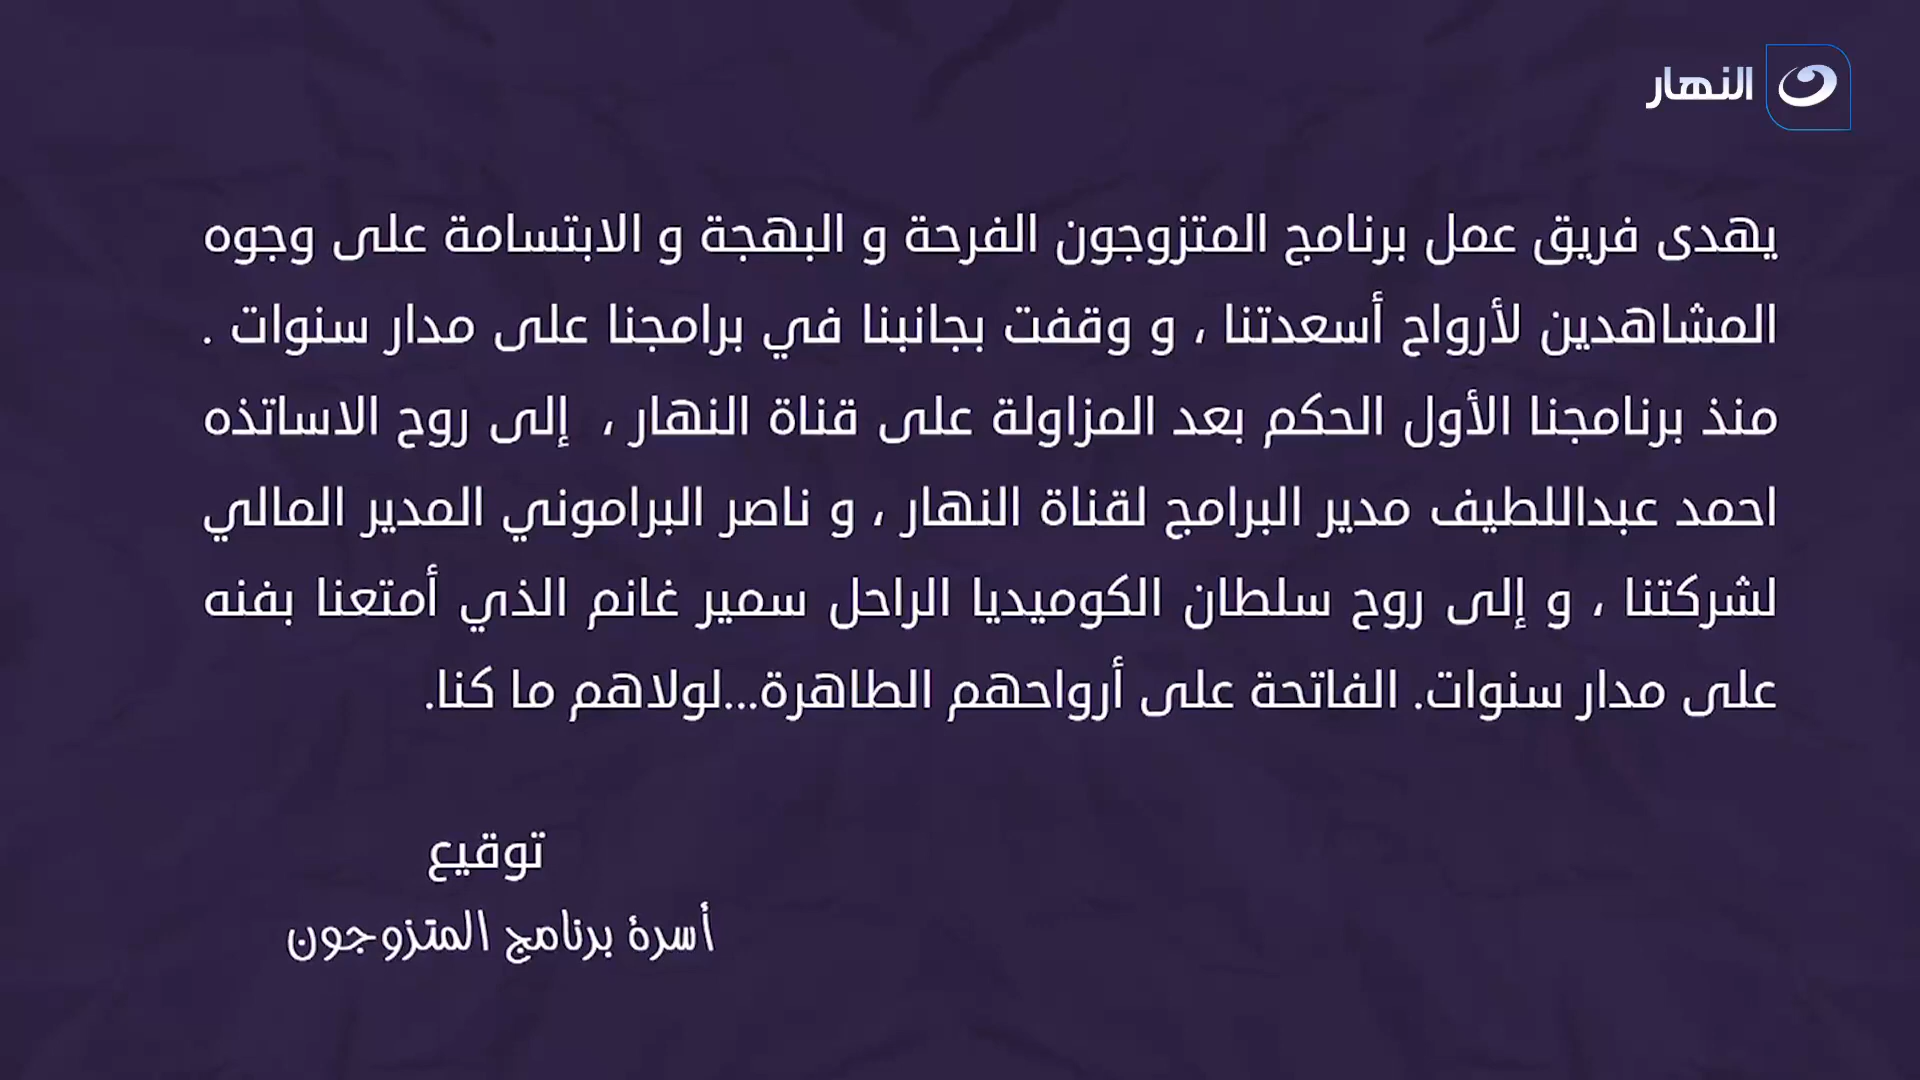 النهار
يهدى فريق عمل برنامج المتزوجون الفرحة و البهجة و الابتسامة على وجوه
المشاهدين لأرواح أسعدتنا ، و وقفت بجانبنا في برامجنا على مدار سنوات .
منذ برنامجنا الأول الحكم بعد المزاولة على قناة النهار ، إلى روح الاساتذه
احمد عبداللطيف مدير البرامج لقناة النهار ، و ناصر البراموني المدير المالي
لشركتنا ، و إلى روح سلطان الكوميديا الراحل سمير غانم الذي أمتعنا بفنه
على مدار سنوات. الفاتحة على أرواحهم الطاهرة...لولاهم ما كنا.
توقيع
أسرة برنامج المتزوجون